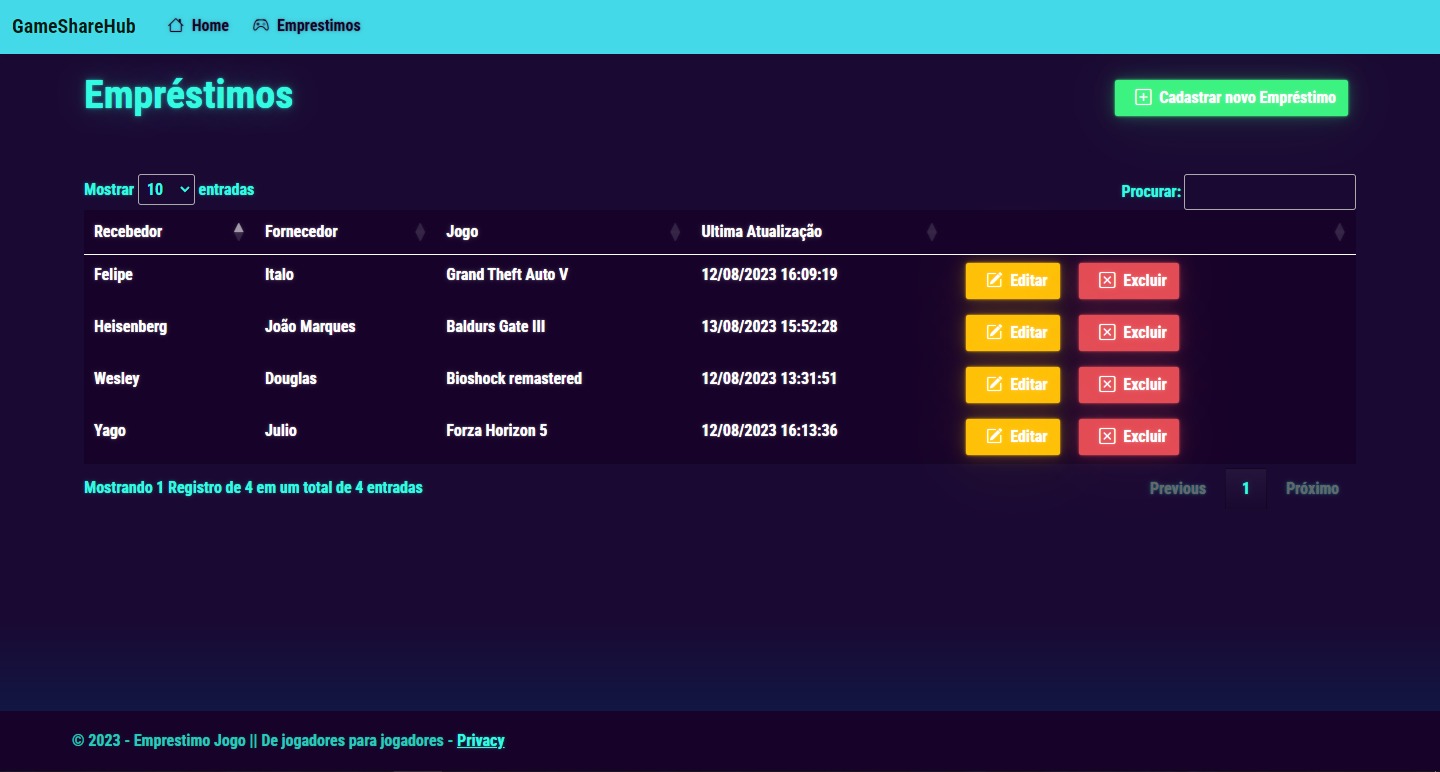 GameShareHub Home Emprestimos
Empréstimos
Cadastrar novo Empréstimo
Mostrar 10 entradas
Procurar:
Recebedor Fornecedor Jogo Ultima Atualização
Felipe Italo Grand Theft Auto V 12/08/2023 16:09:19 Editar Excluir
Heisenberg João Marques Baldurs Gate III 13/08/2023 15:52:28 Editar Excluir
Wesley Douglas Bioshock remastered 12/08/2023 13:31:51 Editar Excluir
Yago Julio Forza Horizon 5 12/08/2023 16:13:36 Editar Excluir
Mostrando 1 Registro de 4 em um total de 4 entradas
Previous 1 Próximo
© 2023 - Emprestimo Jogo || De jogadores para jogadores - Privacy